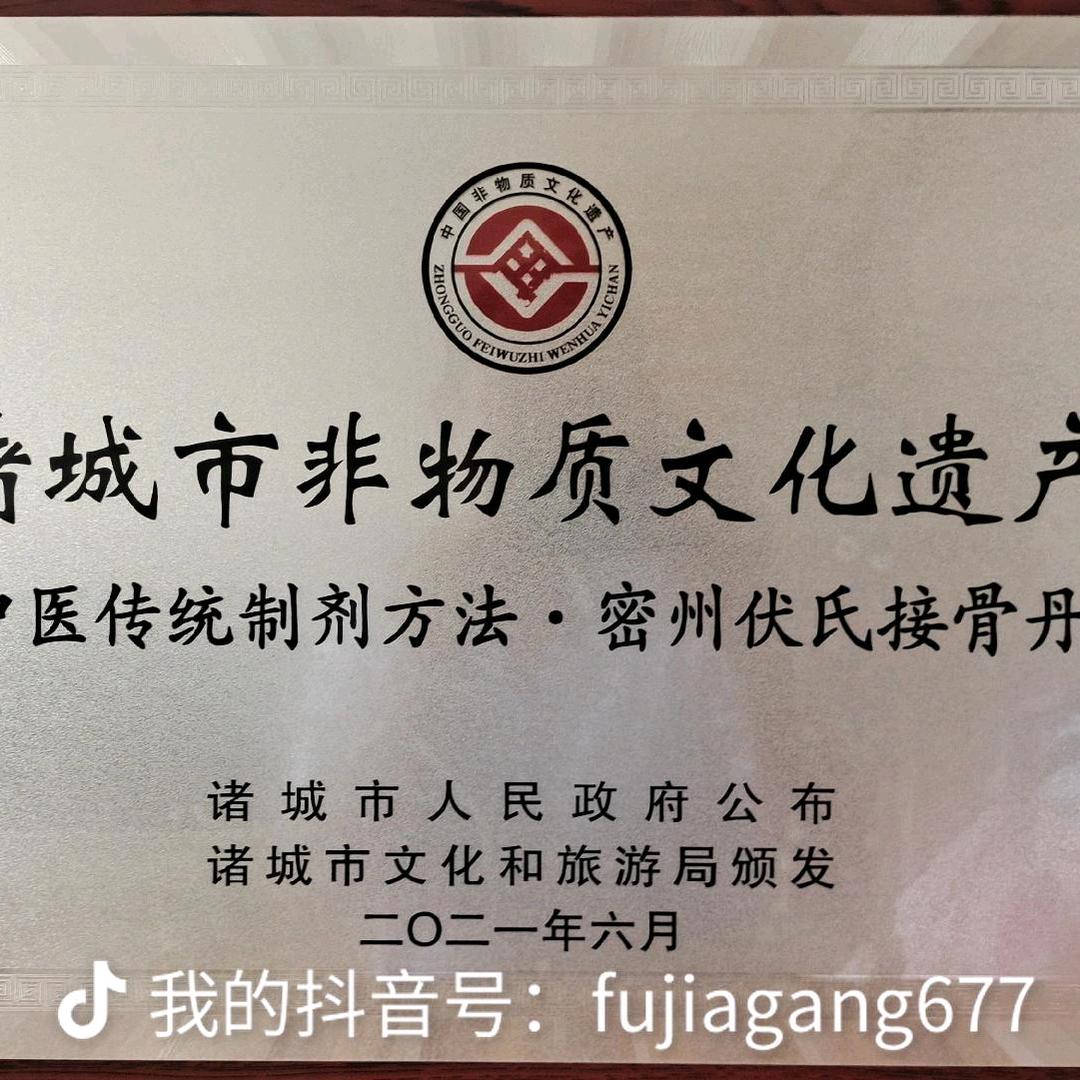 中国非物质文化遗产
ZHONGGUO FEIWUZHI WENHUA YICHAN
诸城市非物质文化遗产
中医传统制剂方法·密州伏氏接骨丹
诸城市人民政府公布
诸城市文化和旅游局颁发
二〇二一年六月
我的抖音号：fujiagang677